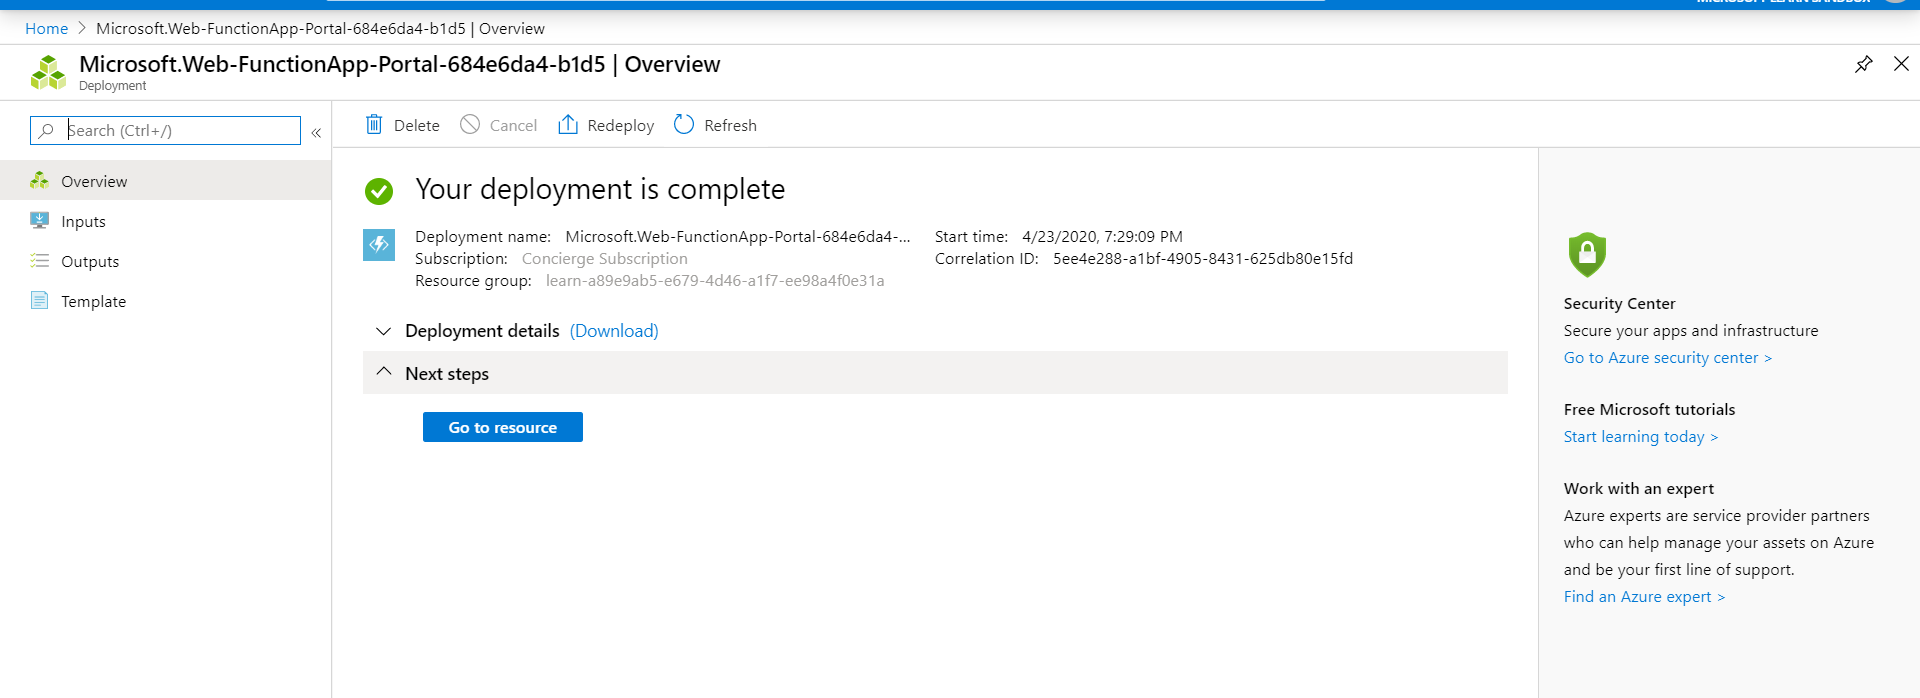 MICROSOFT LEARN SANDBOX
Home > Microsoft.Web-FunctionApp-Portal-684e6da4-b1d5 | Overview
Microsoft.Web-FunctionApp-Portal-684e6da4-b1d5 | Overview
Deployment
Search (Ctrl+/)
«
Delete
Cancel
Redeploy
Refresh
Overview
Inputs
Outputs
Template
Your deployment is complete
Deployment name: Microsoft.Web-FunctionApp-Portal-684e6da4-...
Subscription: Concierge Subscription
Resource group: learn-a89e9ab5-e679-4d46-a1f7-ee98a4f0e31a
Start time: 4/23/2020, 7:29:09 PM
Correlation ID: 5ee4e288-a1bf-4905-8431-625db80e15fd
Deployment details (Download)
Next steps
Go to resource
Security Center
Secure your apps and infrastructure
Go to Azure security center >
Free Microsoft tutorials
Start learning today >
Work with an expert
Azure experts are service provider partners
who can help manage your assets on Azure
and be your first line of support.
Find an Azure expert >